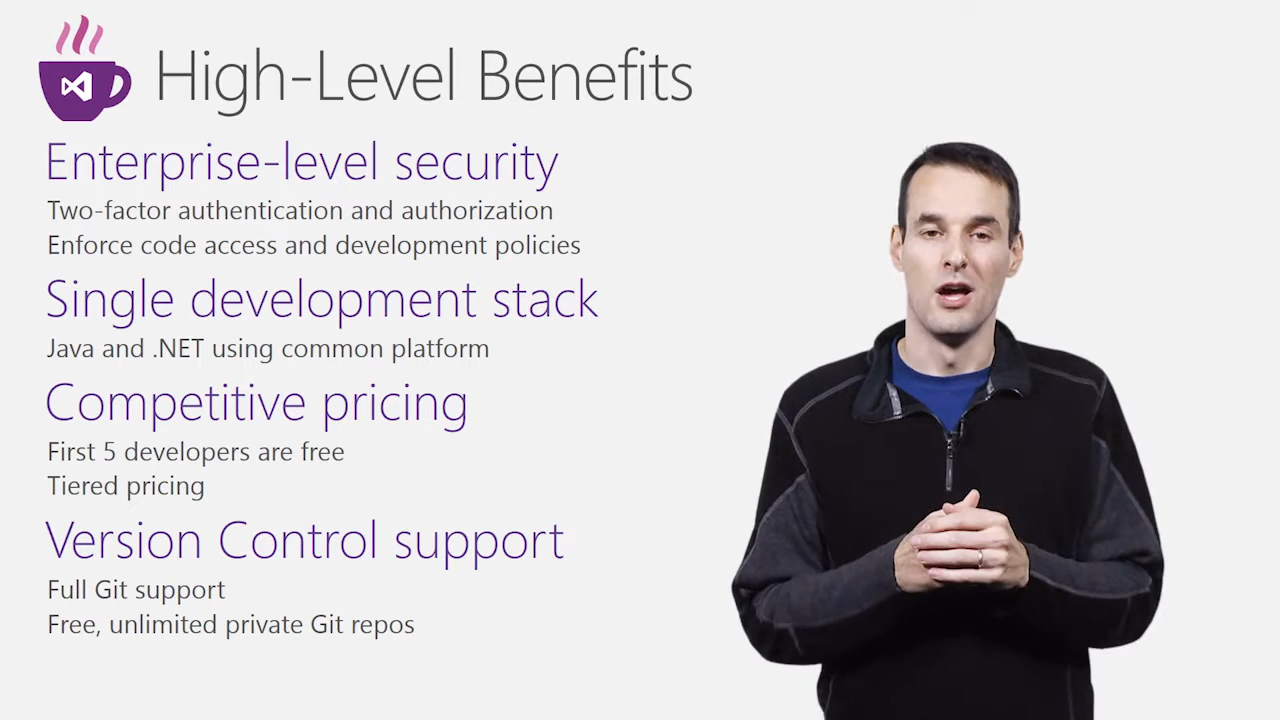 High-Level Benefits
Enterprise-level security
Two-factor authentication and authorization
Enforce code access and development policies
Single development stack
Java and .NET using common platform
Competitive pricing
First 5 developers are free
Tiered pricing
Version Control support
Full Git support
Free, unlimited private Git repos